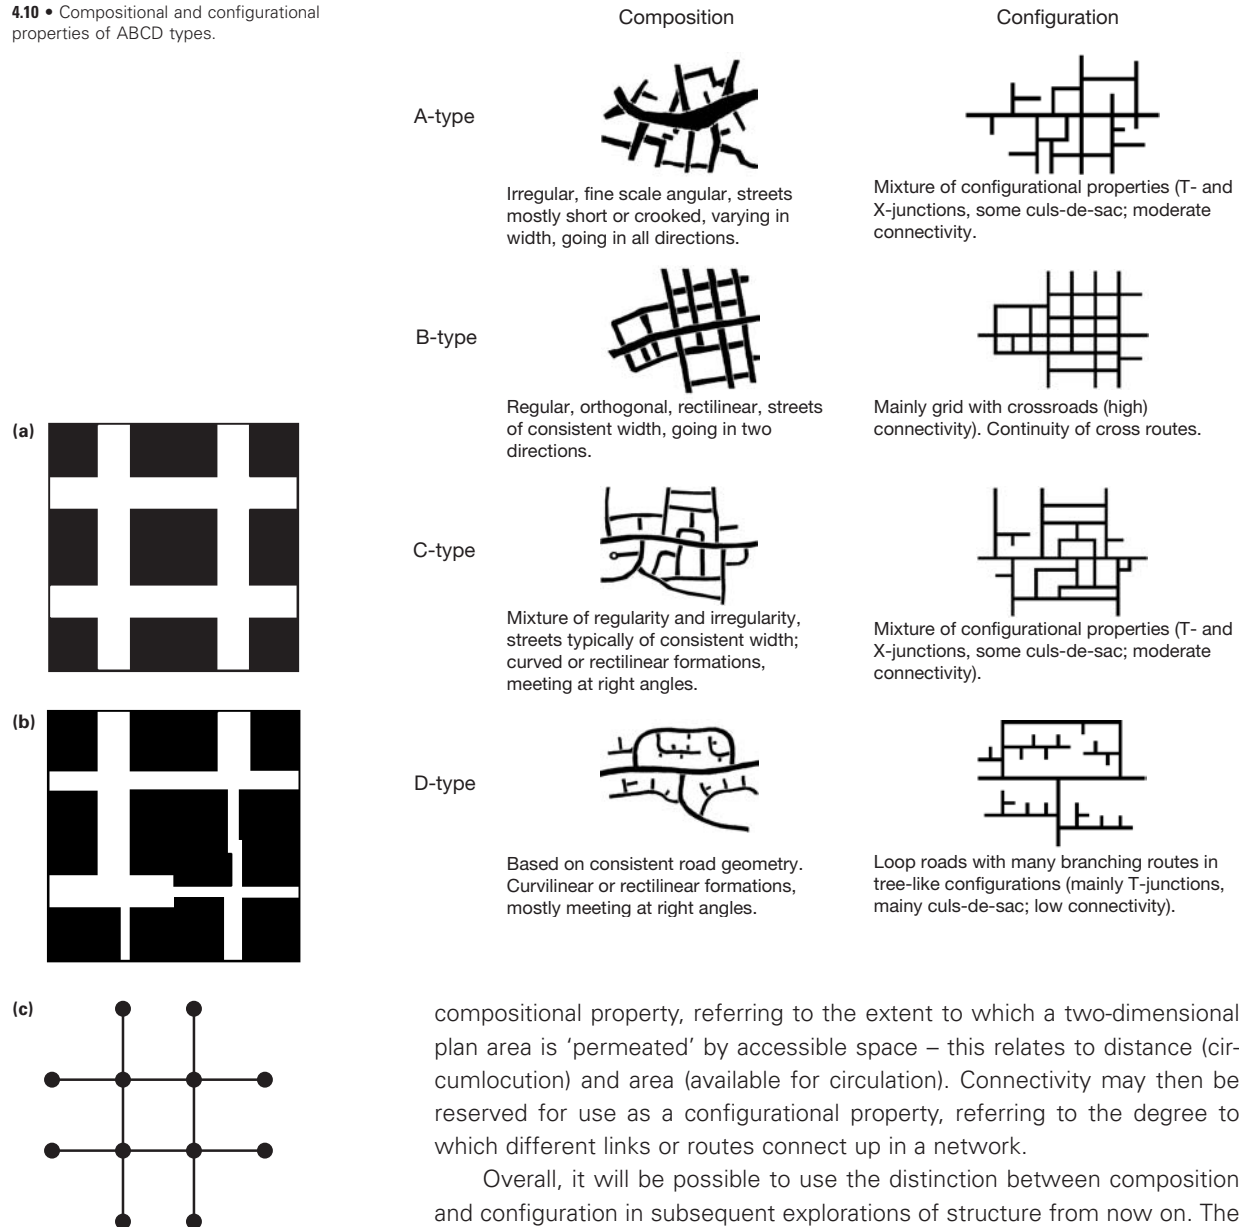 4.10 • Compositional and configurational
properties of ABCD types.
Composition
Configuration
A-type
Irregular, fine scale angular, streets
mostly short or crooked, varying in
width, going in all directions.
Mixture of configurational properties (T- and
X-junctions, some culs-de-sac; moderate
connectivity.
B-type
Regular, orthogonal, rectilinear, streets
of consistent width, going in two
directions.
Mainly grid with crossroads (high)
connectivity). Continuity of cross routes.
C-type
Mixture of regularity and irregularity,
streets typically of consistent width;
curved or rectilinear formations,
meeting at right angles.
Mixture of configurational properties (T- and
X-junctions, some culs-de-sac; moderate
connectivity).
D-type
Based on consistent road geometry.
Curvilinear or rectilinear formations,
mostly meeting at right angles.
Loop roads with many branching routes in
tree-like configurations (mainly T-junctions,
mainy culs-de-sac; low connectivity).
(a)
(b)
(c)
compositional property, referring to the extent to which a two-dimensional
plan area is ‘permeated’ by accessible space – this relates to distance (cir-
cumlocution) and area (available for circulation). Connectivity may then be
reserved for use as a configurational property, referring to the degree to
which different links or routes connect up in a network.
Overall, it will be possible to use the distinction between composition
and configuration in subsequent explorations of structure from now on. The